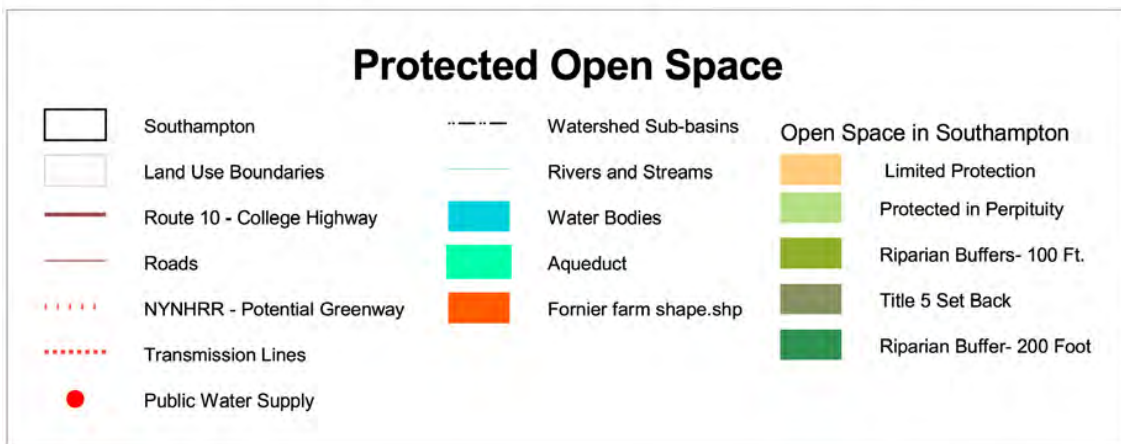 Protected Open Space
Southampton
Land Use Boundaries
Route 10 - College Highway
Roads
NYNHRR - Potential Greenway
Transmission Lines
Public Water Supply
Watershed Sub-basins
Rivers and Streams
Water Bodies
Aqueduct
Fornier farm shape.shp
Open Space in Southampton
Limited Protection
Protected in Perpituity
Riparian Buffers- 100 Ft.
Title 5 Set Back
Riparian Buffer- 200 Foot